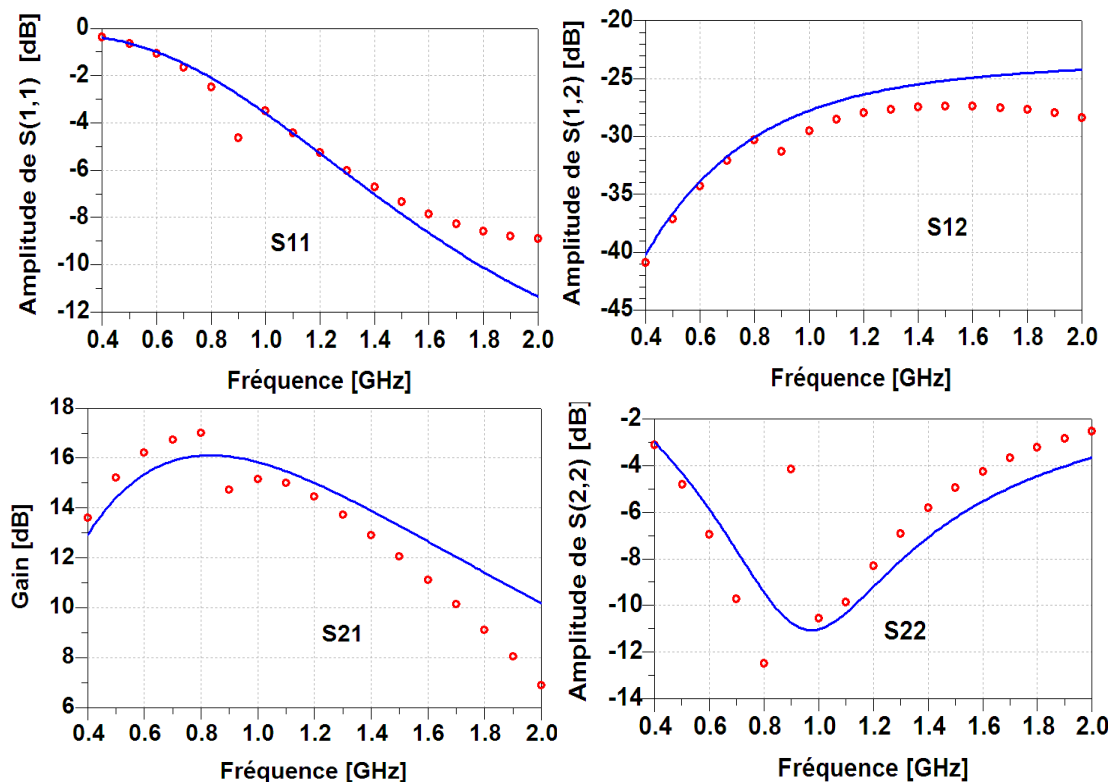 Amplitude de S(1,1) [dB]
0
-2
-4
-6
-8
-10
-12
S11
0.4 0.6 0.8 1.0 1.2 1.4 1.6 1.8 2.0
Fréquence [GHz]
Amplitude de S(1,2) [dB]
-20
-25
-30
-35
-40
-45
S12
0.4 0.6 0.8 1.0 1.2 1.4 1.6 1.8 2.0
Fréquence [GHz]
Gain [dB]
18
16
14
12
10
8
6
S21
0.4 0.6 0.8 1.0 1.2 1.4 1.6 1.8 2.0
Fréquence [GHz]
Amplitude de S(2,2) [dB]
-2
-4
-6
-8
-10
-12
-14
S22
0.4 0.6 0.8 1.0 1.2 1.4 1.6 1.8 2.0
Fréquence [GHz]